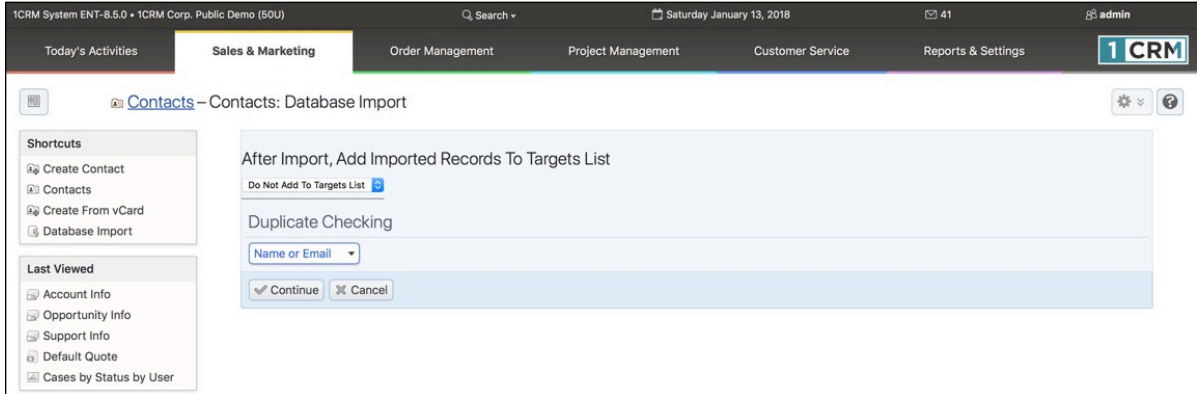 1CRM System ENT-8.5.0 • 1CRM Corp. Public Demo (50U)
Search
Saturday January 13, 2018
41
admin
Today's Activities
Sales & Marketing
Order Management
Project Management
Customer Service
Reports & Settings
1 CRM
Contacts – Contacts: Database Import
?
Shortcuts
Create Contact
Contacts
Create From vCard
Database Import
Last Viewed
Account Info
Opportunity Info
Support Info
Default Quote
Cases by Status by User
After Import, Add Imported Records To Targets List
Do Not Add To Targets List
Duplicate Checking
Name or Email
Continue
Cancel